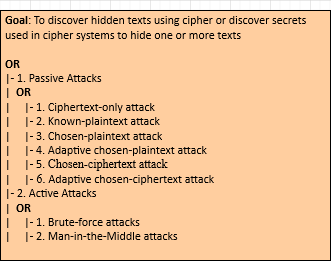 Goal: To discover hidden texts using cipher or discover secrets
used in cipher systems to hide one or more texts
OR
|- 1. Passive Attacks
| OR
| |- 1. Ciphertext-only attack
| |- 2. Known-plaintext attack
| |- 3. Chosen-plaintext attack
| |- 4. Adaptive chosen-plaintext attack
| |- 5. Chosen-ciphertext attack
| |- 6. Adaptive chosen-ciphertext attack
|- 2. Active Attacks
| OR
| |- 1. Brute-force attacks
| |- 2. Man-in-the-Middle attacks